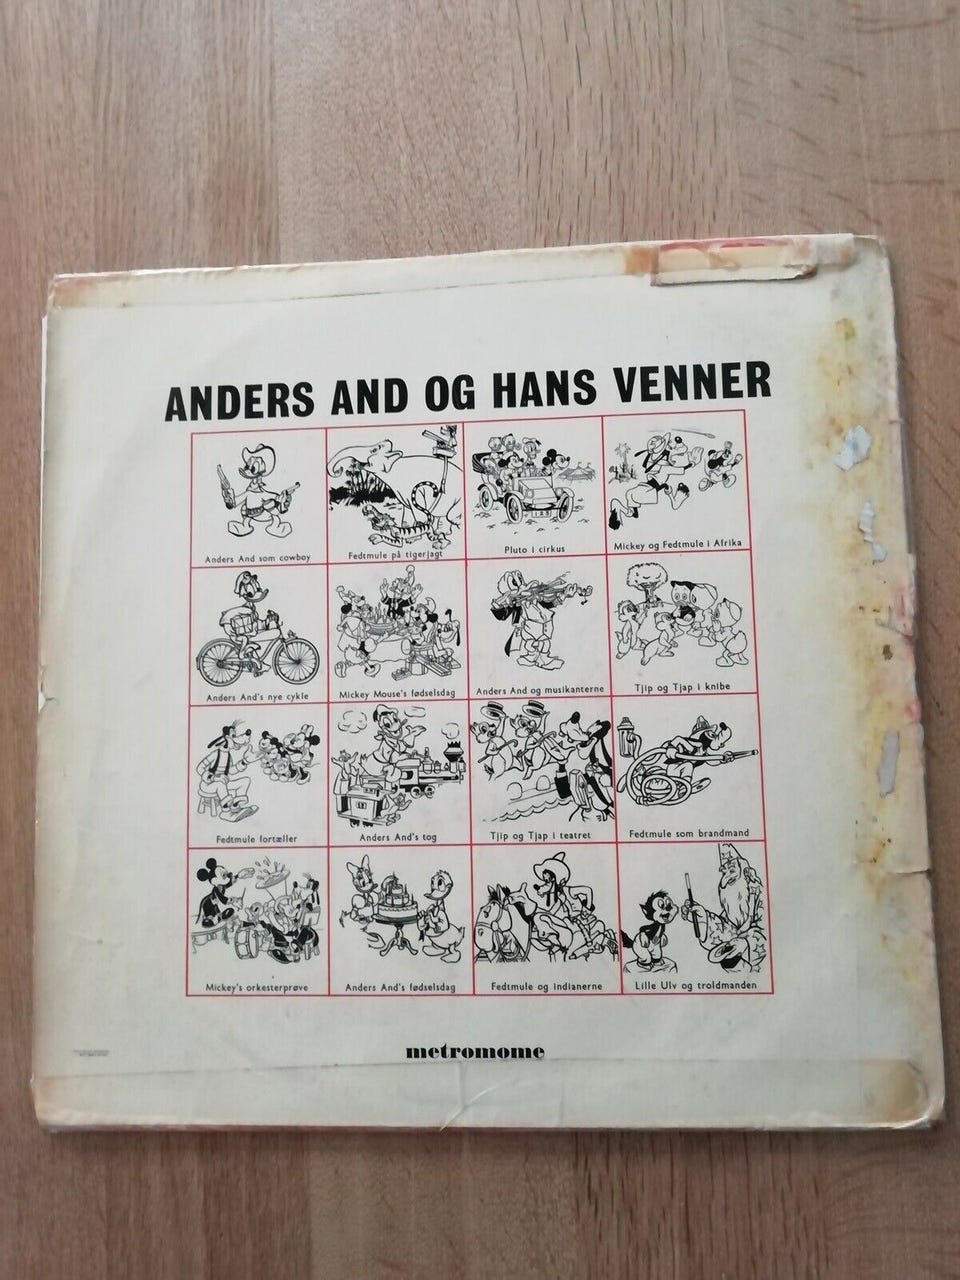 ANDERS AND OG HANS VENNER
Anders And som cowboy
Fedtmule på tigerjagt
Pluto i cirkus
Mickey og Fedtmule i Afrika
Anders And's nye cykle
Mickey Mouse's fødselsdag
Anders And og musikanterne
Tjip og Tjap i knibe
Fedtmule fortæller
Anders And's tog
Tjip og Tjap i teatret
Fedtmule som brandmand
Mickey's orkesterprøve
Anders And's fødselsdag
Fedtmule og indianerne
Lille Ulv og troldmanden
metromome